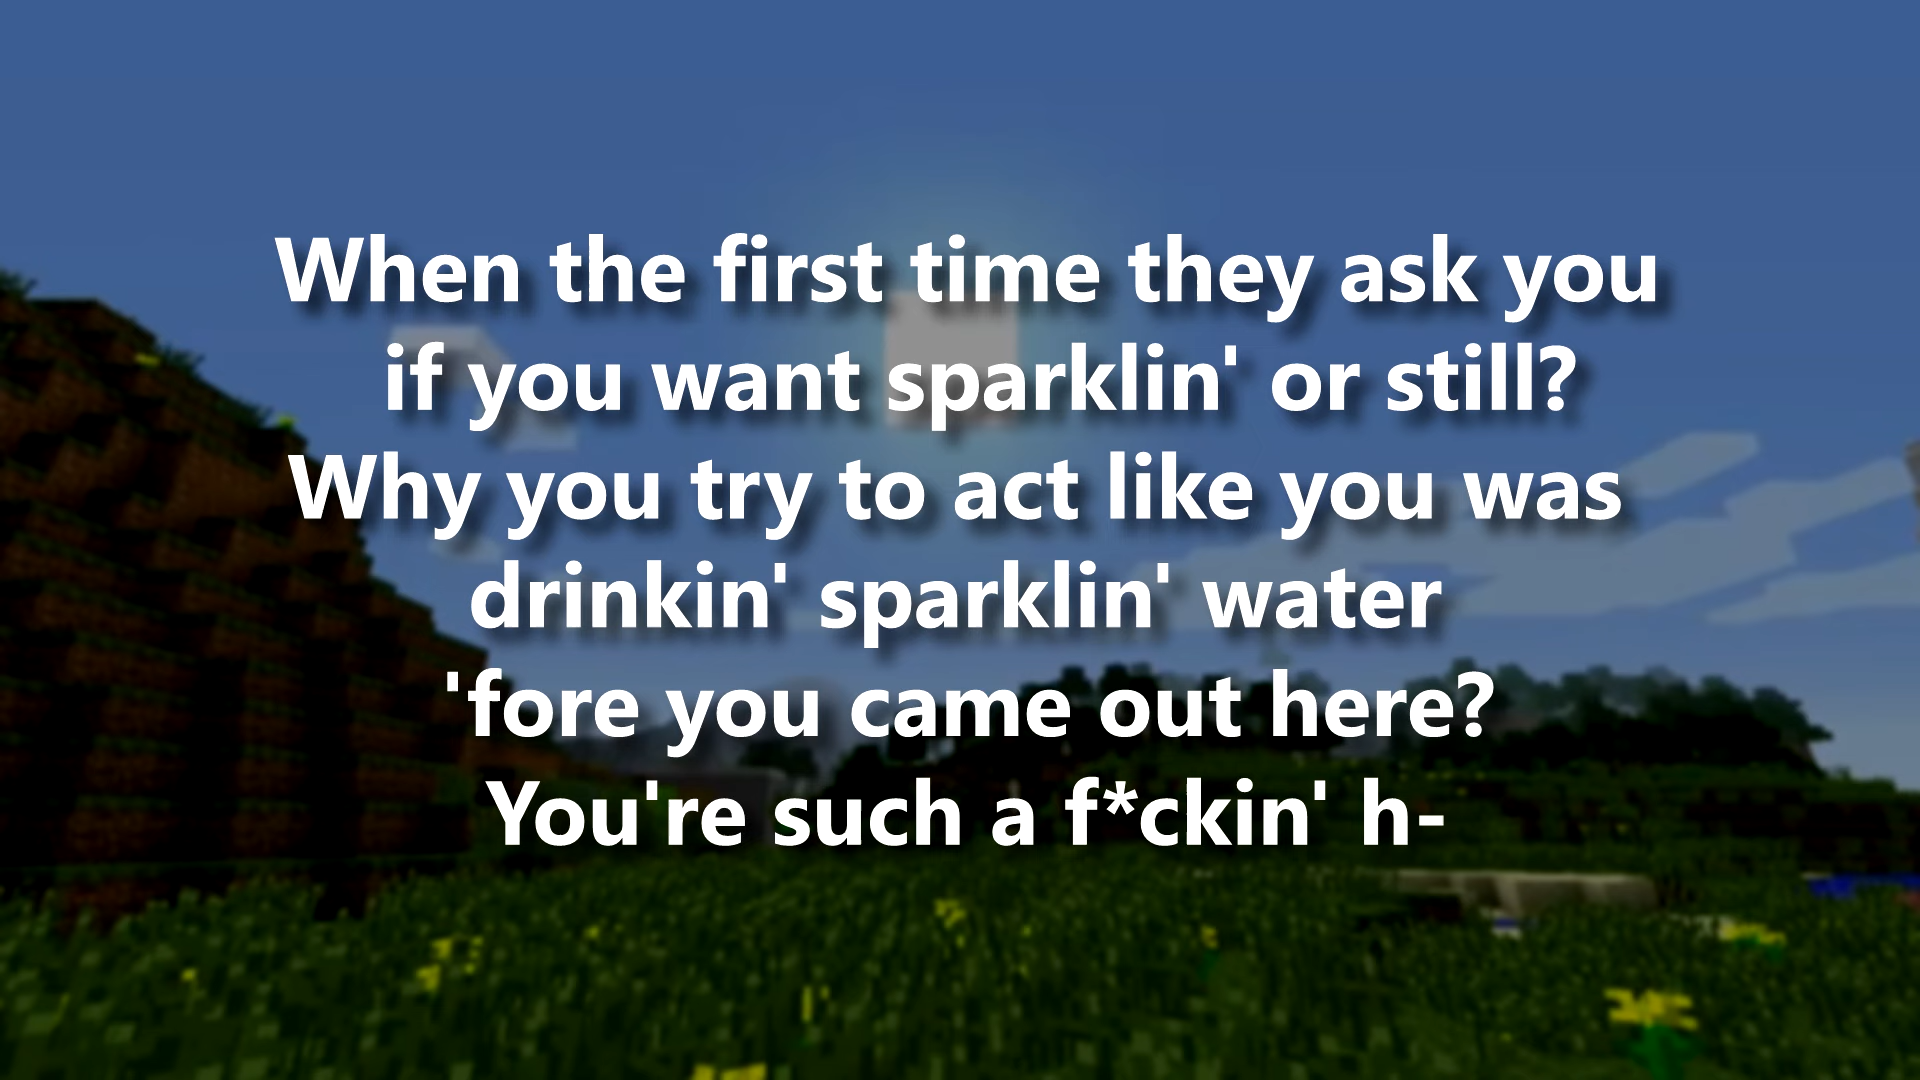 When the first time they ask you
if you want sparklin' or still?
Why you try to act like you was
drinkin' sparklin' water
'fore you came out here?
You're such a f*ckin' h-